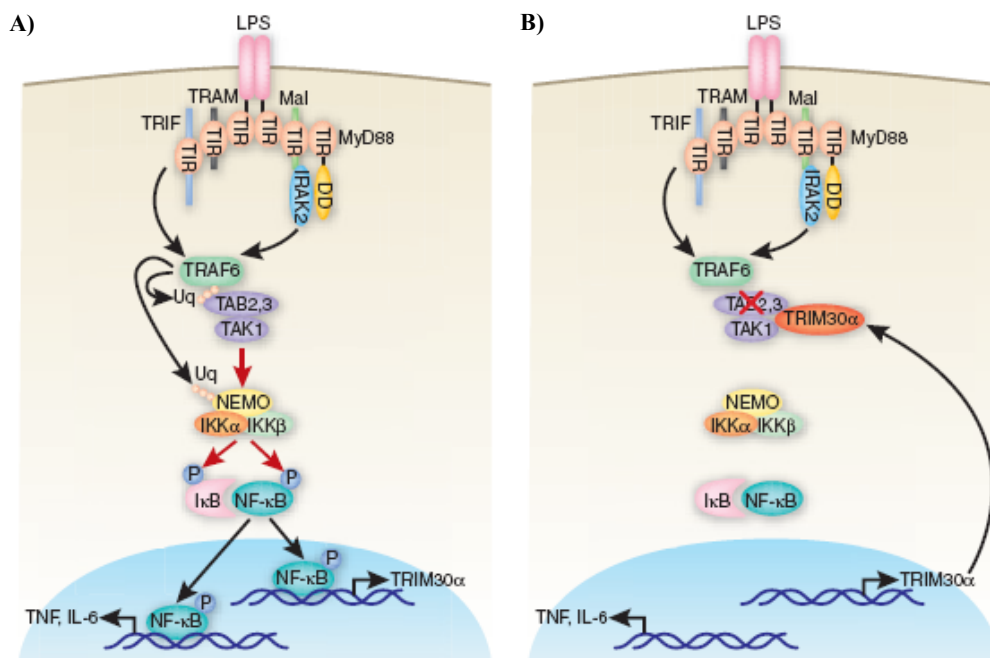 A)
LPS
TRAM
Mal
TRIF
TIR
TIR
TIR
TIR
TIR
TIR
MyD88
IRAK2
DD
TRAF6
Uq
TAB2,3
TAK1
Uq
NEMO
IKKα
IKKβ
P
P
IκB
NF-κB
P
NF-κB
TRIM30α
P
TNF, IL-6
NF-κB
B)
LPS
TRAM
Mal
TRIF
TIR
TIR
TIR
TIR
TIR
TIR
MyD88
IRAK2
DD
TRAF6
TAB2,3
TRIM30α
TAK1
NEMO
IKKα
IKKβ
IκB
NF-κB
TRIM30α
TNF, IL-6